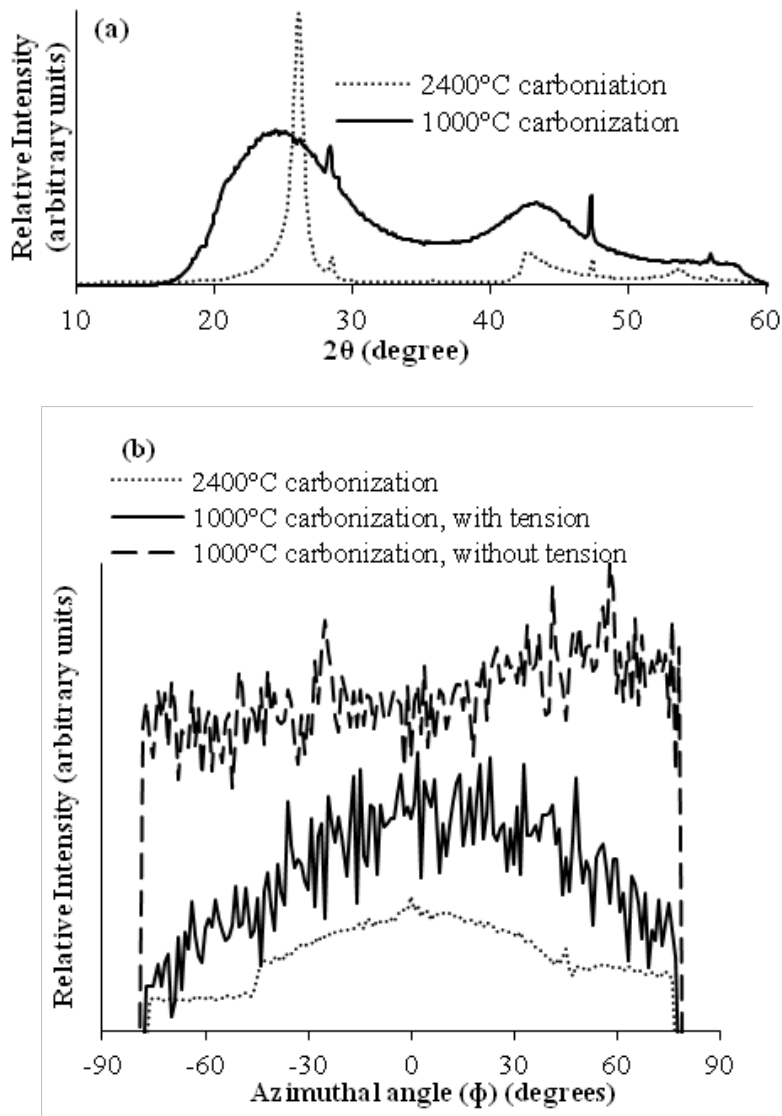 (a)
Relative Intensity
(arbitrary units)
2400°C carboniation
1000°C carbonization
10 20 30 40 50 60
2θ (degree)
(b)
2400°C carbonization
1000°C carbonization, with tension
1000°C carbonization, without tension
Relative Intensity (arbitrary units)
-90 -60 -30 0 30 60 90
Azimuthal angle (ϕ) (degrees)